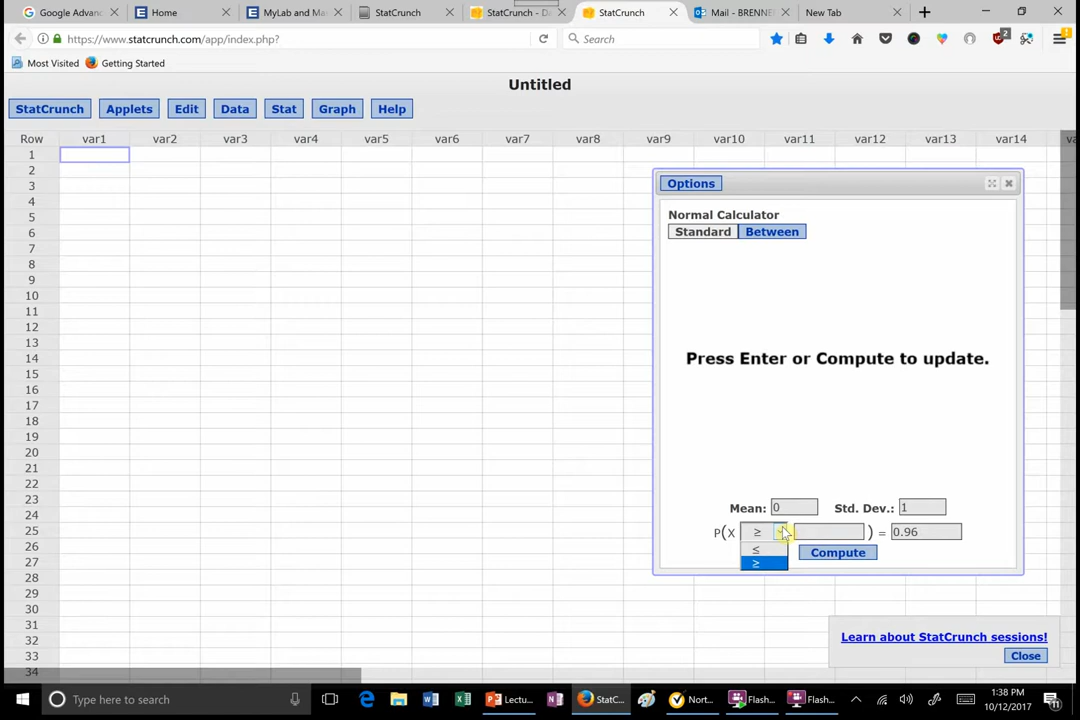 Google Advanc
Home
MyLab and Ma
StatCrunch
StatCrunch - Da
StatCrunch
Mail - BRENNER
New Tab
https://www.statcrunch.com/app/index.php?
Search
2
Most Visited
Getting Started
Untitled
StatCrunch
Applets
Edit
Data
Stat
Graph
Help
Row var1 var2 var3 var4 var5 var6 var7 var8 var9 var10 var11 var12 var13 var14 va
1
2
3
4
5
6
7
8
9
10
11
12
13
14
15
16
17
18
19
20
21
22
23
24
25
26
27
28
29
30
31
32
33
34
Options
Normal Calculator
Standard Between
Press Enter or Compute to update.
Mean: 0 Std. Dev.: 1
P(X ≥ ) = 0.96
≤
≥
Compute
Learn about StatCrunch sessions!
Close
Type here to search
Lectu...
StatC...
Nort...
Flash...
Flash...
1:38 PM
10/12/2017
11